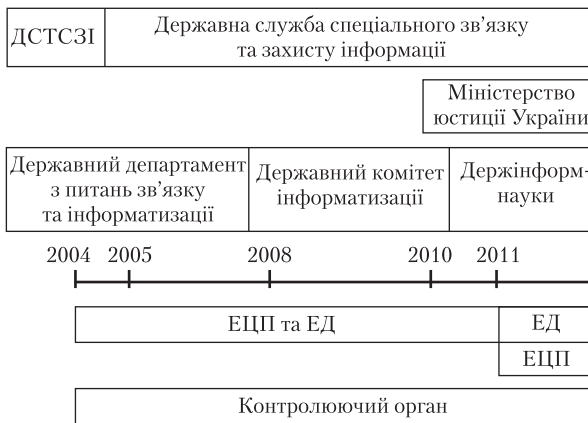 ДСТСЗІ
Державна служба спеціального зв’язку
та захисту інформації
Міністерство
юстиції України
Державний департамент
з питань зв’язку
та інформатизації
Державний комітет
інформатизації
Держінформ-
науки
2004 2005 2008 2010 2011
ЕЦП та ЕД
ЕД
ЕЦП
Контролюючий орган